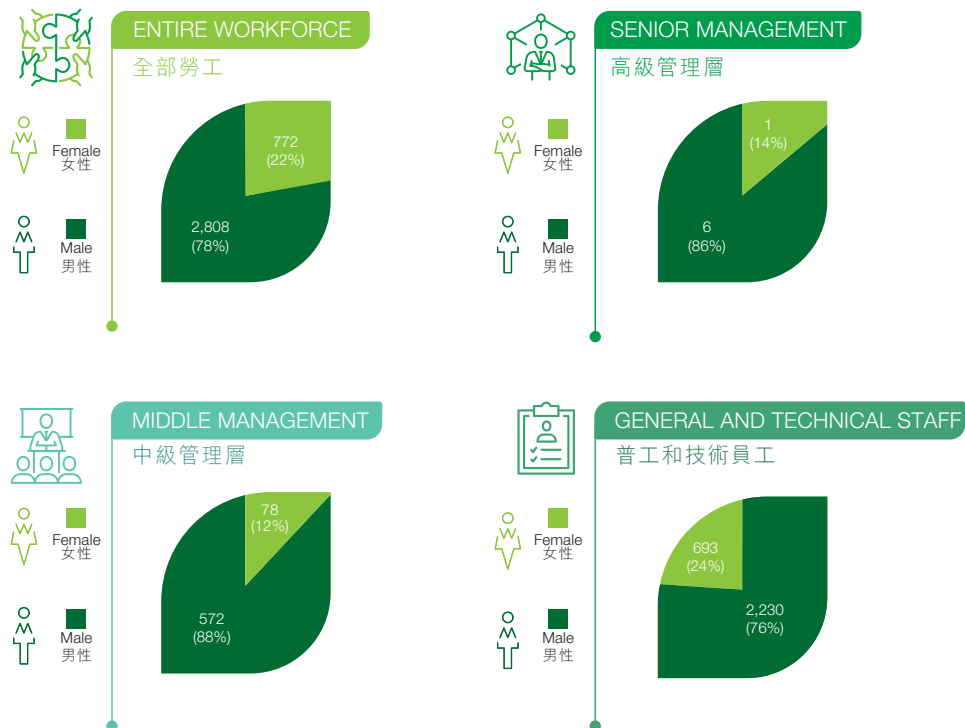 ENTIRE WORKFORCE
全部勞工
Female
女性
Male
男性
772
(22%)
2,808
(78%)
SENIOR MANAGEMENT
高級管理層
Female
女性
Male
男性
1
(14%)
6
(86%)
MIDDLE MANAGEMENT
中級管理層
Female
女性
Male
男性
78
(12%)
572
(88%)
GENERAL AND TECHNICAL STAFF
普工和技術員工
Female
女性
Male
男性
693
(24%)
2,230
(76%)